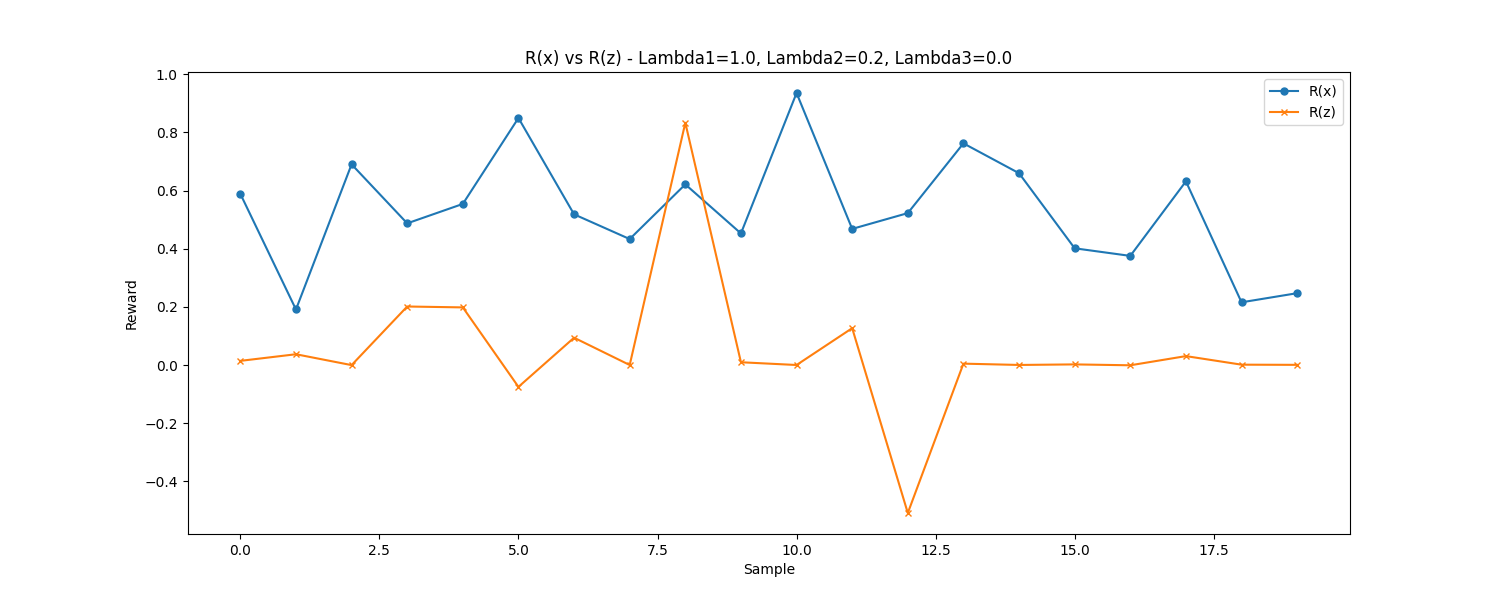 R(x) vs R(z) - Lambda1=1.0, Lambda2=0.2, Lambda3=0.0
R(x)
R(z)
Reward
1.0
0.8
0.6
0.4
0.2
0.0
−0.2
−0.4
0.0 2.5 5.0 7.5 10.0 12.5 15.0 17.5
Sample